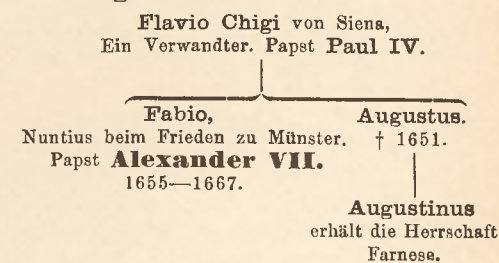 Flavio Chigi von Siena,
Ein Verwandter. Papst Paul IV.
Fabio,
Nuntius beim Frieden zu Münster.
Papst Alexander VII.
1655—1667.
Augustus.
† 1651.
Augustinus
erhält die Herrschaft
Farnese.